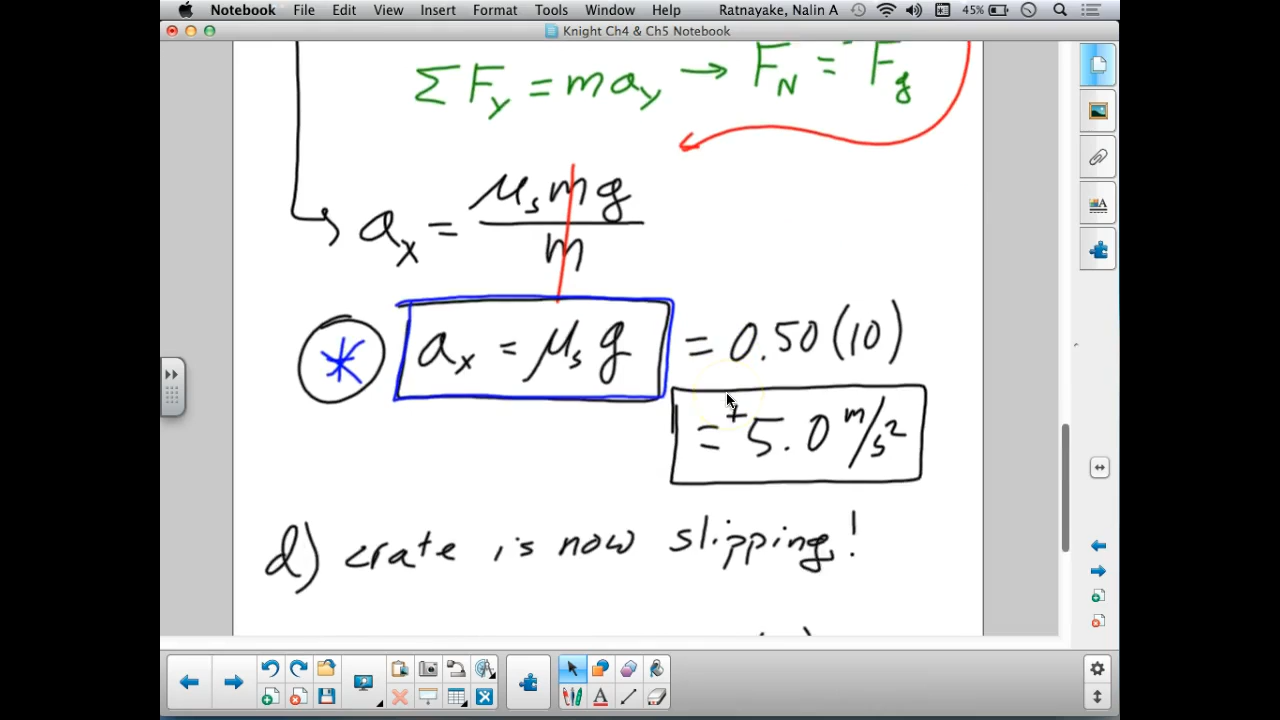 Notebook File Edit View Insert Format Tools Window Help Ratnayake, Nalin A 45%
Knight Ch4 & Ch5 Notebook
ΣF_y = ma_y → F_N = F_g
a_x = μ_s mg / m
* a_x = μ_s g = 0.50(10)
= +5.0 m/s²
d) crate is now slipping!